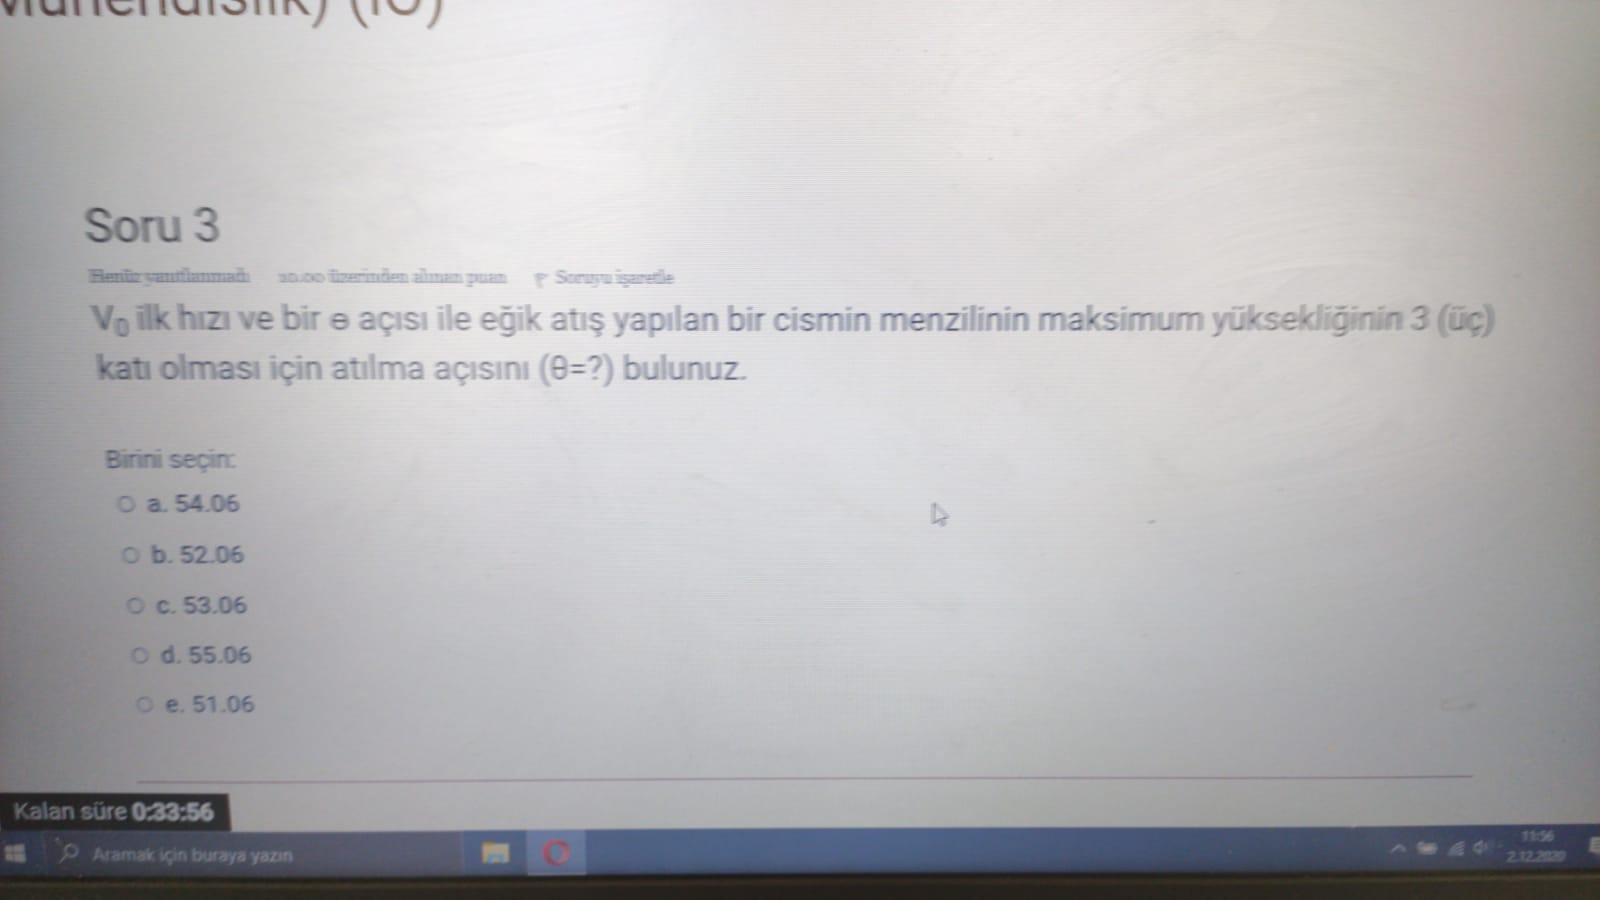 Mühendislik) (İÖ)
Soru 3
Henüz yanıtlanmadı 10.00 üzerinden alınan puan Soruyu işaretle
V₀ ilk hızı ve bir ɵ açısı ile eğik atış yapılan bir cismin menzilinin maksimum yüksekliğinin 3 (üç)
katı olması için atılma açısını (θ=?) bulunuz.
Birini seçin:
a. 54.06
b. 52.06
c. 53.06
d. 55.06
e. 51.06
Kalan süre 0:33:56
Aramak için buraya yazın
11:56
2.12.2020